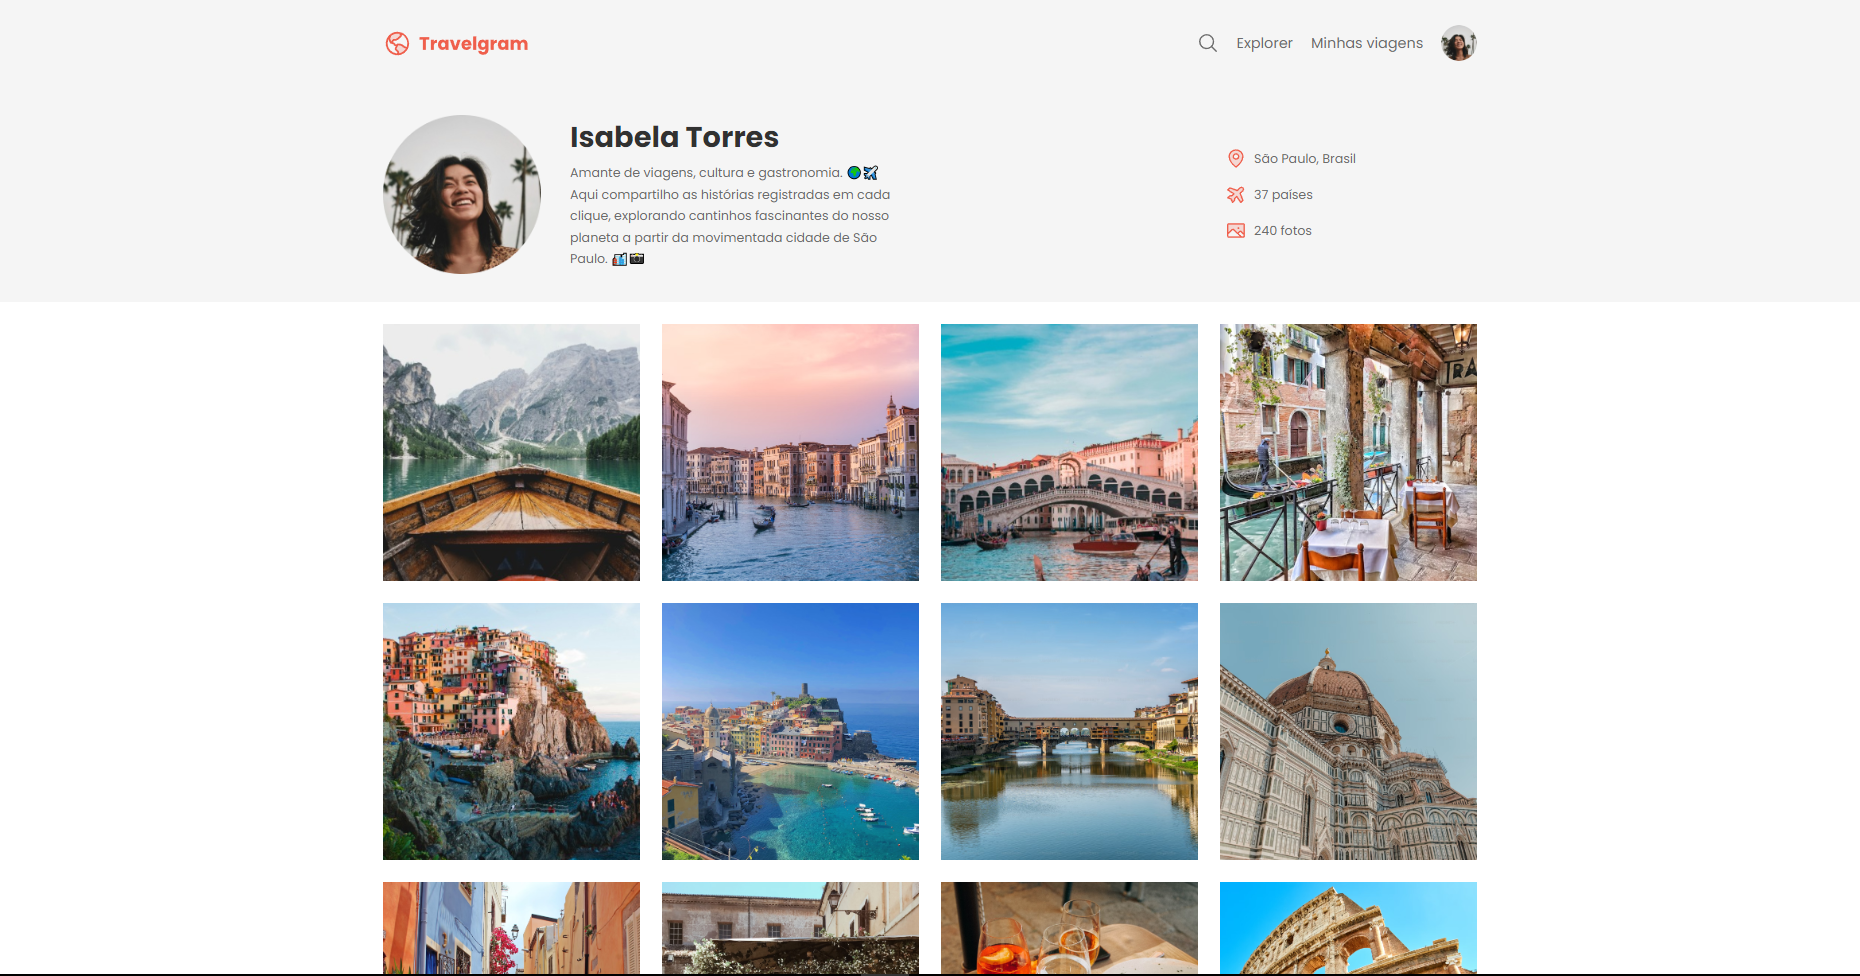 Travelgram
Explorer
Minhas viagens
Isabela Torres
Amante de viagens, cultura e gastronomia. 🌍✈️
Aqui compartilho as histórias registradas em cada
clique, explorando cantinhos fascinantes do nosso
planeta a partir da movimentada cidade de São
Paulo. 🏙️📸
São Paulo, Brasil
37 países
240 fotos
TRA